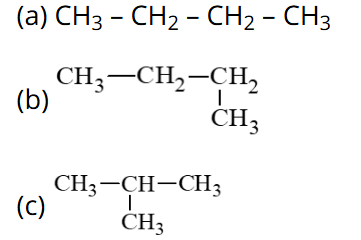 (a) CH₃ – CH₂ – CH₂ – CH₃
CH₃—CH₂—CH₂
(b)
CH₃
CH₃—CH—CH₃
(c)
CH₃